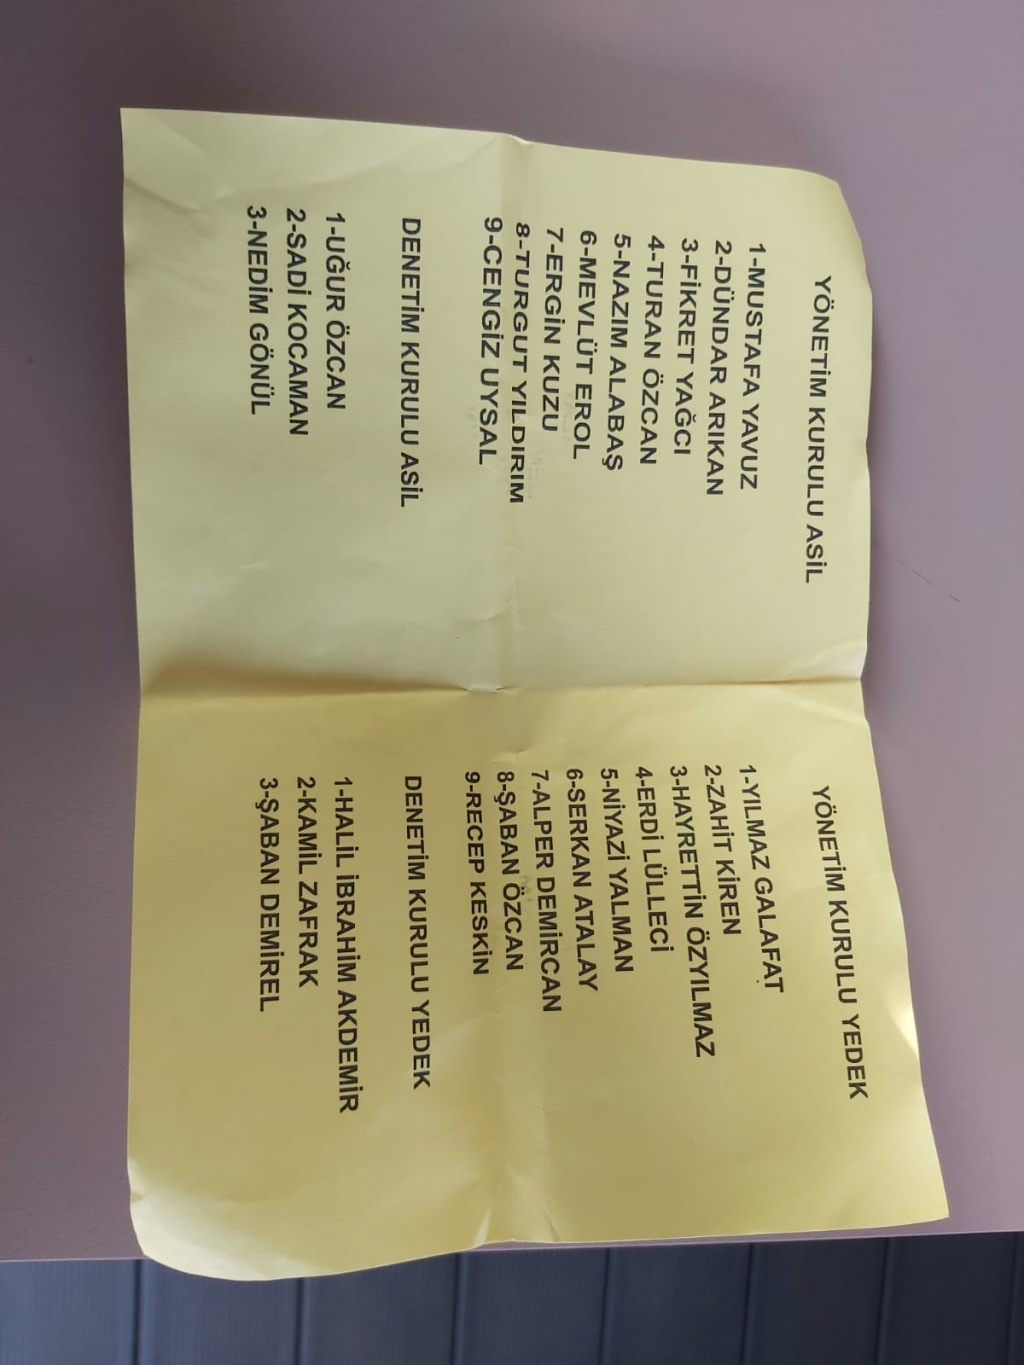 YÖNETİM KURULU ASİL
1-MUSTAFA YAVUZ
2-DÜNDAR ARIKAN
3-FİKRET YAĞCI
4-TURAN ÖZCAN
5-NAZIM ALABAŞ
6-MEVLÜT EROL
7-ERGİN KUZU
8-TURGUT YILDIRIM
9-CENGİZ UYSAL
DENETİM KURULU ASİL
1-UĞUR ÖZCAN
2-SADİ KOCAMAN
3-NEDİM GÖNÜL
YÖNETİM KURULU YEDEK
1-YILMAZ GALAFAT
2-ZAHİT KİREN
3-HAYRETTİN ÖZYILMAZ
4-ERDİ LÜLLECİ
5-NİYAZİ YALMAN
6-SERKAN ATALAY
7-ALPER DEMİRCAN
8-ŞABAN ÖZCAN
9-RECEP KESKİN
DENETİM KURULU YEDEK
1-HALİL İBRAHİM AKDEMİR
2-KAMİL ZAFRAK
3-ŞABAN DEMİREL